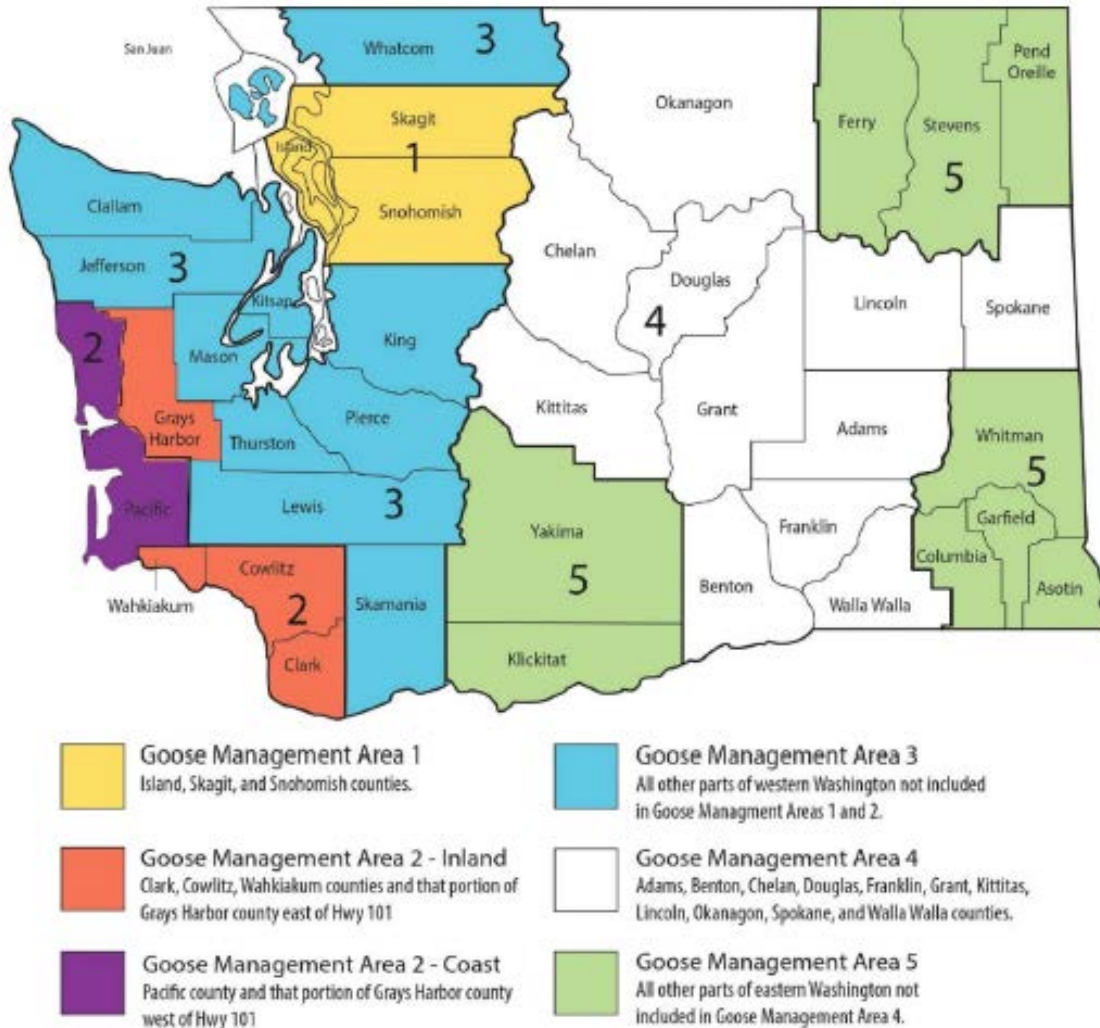 San Juan
Whatcom
3
Okanagon
Pend
Oreille
Ferry
Stevens
5
Skagit
Island
1
Snohomish
Clallam
Jefferson
3
Kitsap
Chelan
Douglas
4
Lincoln
Spokane
2
Mason
King
Grays
Harbor
Thurston
Pierce
Kittitas
Grant
Adams
Whitman
5
Pacific
Lewis
3
Yakima
5
Franklin
Garfield
Columbia
Asotin
Wahkiakum
Cowlitz
2
Clark
Skamania
Klickitat
Benton
Walla Walla
Goose Management Area 1
Island, Skagit, and Snohomish counties.
Goose Management Area 2 - Inland
Clark, Cowlitz, Wahkiakum counties and that portion of
Grays Harbor county east of Hwy 101
Goose Management Area 2 - Coast
Pacific county and that portion of Grays Harbor county
west of Hwy 101
Goose Management Area 3
All other parts of western Washington not included
in Goose Managment Areas 1 and 2.
Goose Management Area 4
Adams, Benton, Chelan, Douglas, Franklin, Grant, Kittitas,
Lincoln, Okanagon, Spokane, and Walla Walla counties.
Goose Management Area 5
All other parts of eastern Washington not
included in Goose Management Area 4.